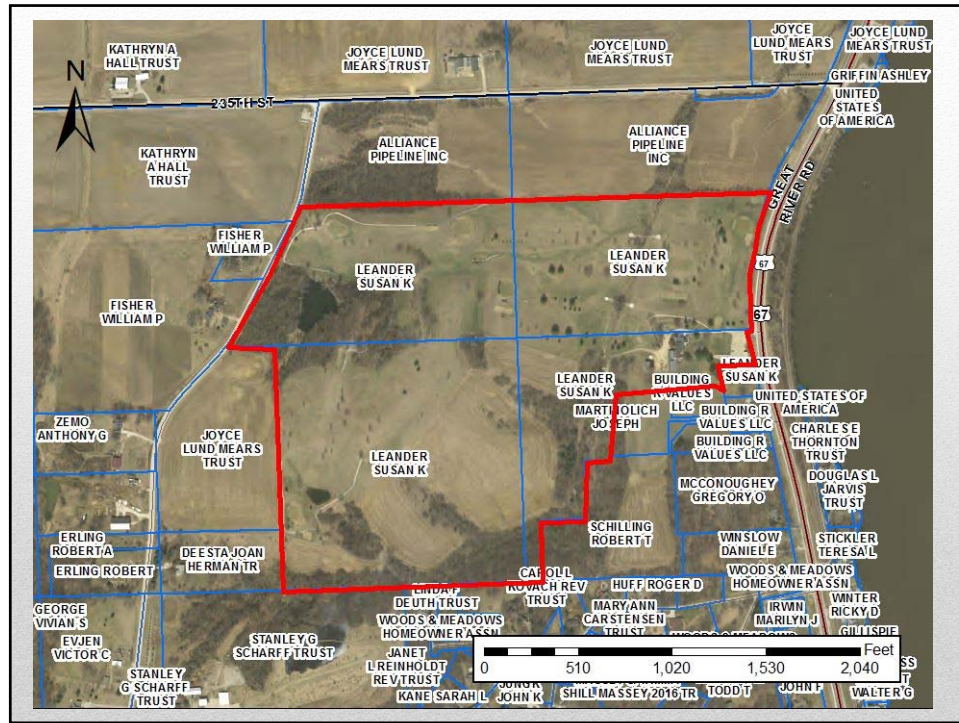 KATHRYN A
HALL TRUST
JOYCE LUND
MEARS TRUST
JOYCE LUND
MEARS TRUST
JOYCE
LUND MEARS
TRUST
JOYCE LUND
MEARS TRUST
N
GRIFFIN ASHLEY
UNITED
STATES
OF AMERICA
235TH ST
KATHRYN
A HALL
TRUST
ALLIANCE
PIPELINE INC
ALLIANCE
PIPELINE
INC
GREAT
RIVER RD
FISHER
WILLIAM P
LEANDER
SUSAN K
LEANDER
SUSAN K
67
67
FISHER
WILLIAM P
LEANDER
SUSAN K
LEANDER
SUSAN K
BUILDING
R VALUES
LLC
UNITED STATES OF
AMERICA
MARTINOLICH
JOSEPH
BUILDING R
VALUES LLC
BUILDING R
VALUES LLC
CHARLES E
THORNTON
TRUST
ZEMO
ANTHONY G
JOYCE
LUND MEARS
TRUST
LEANDER
SUSAN K
MCCONOUGHEY
GREGORY O
DOUGLAS L
JARVIS
TRUST
SCHILLING
ROBERT T
WINSLOW
DANIEL E
STICKLER
TERESA L
ERLING
ROBERT A
ERLING ROBERT
DEESTA JOAN
HERMAN TR
CAROL L
KOVACH REV
TRUST
HUFF ROGER D
WOODS & MEADOWS
HOMEOWNER ASSN
LINDA F
DEUTH TRUST
WOODS & MEADOWS
HOMEOWNER ASSN
MARY ANN
CARSTENSEN
TRUST
IRWIN
MARILYN J
WINTER
RICKY D
GEORGE
VIVIAN S
EVJEN
VICTOR C
STANLEY G
SCHARFF TRUST
STANLEY
G SCHARFF
TRUST
JANET
L REINHOLDT
REV TRUST
KANE SARAH L
JOHN K
SHILL MASSEY 2016 TR
TODD T
JOHN F
GILLISPIE
WALTER G
Feet
0 510 1,020 1,530 2,040